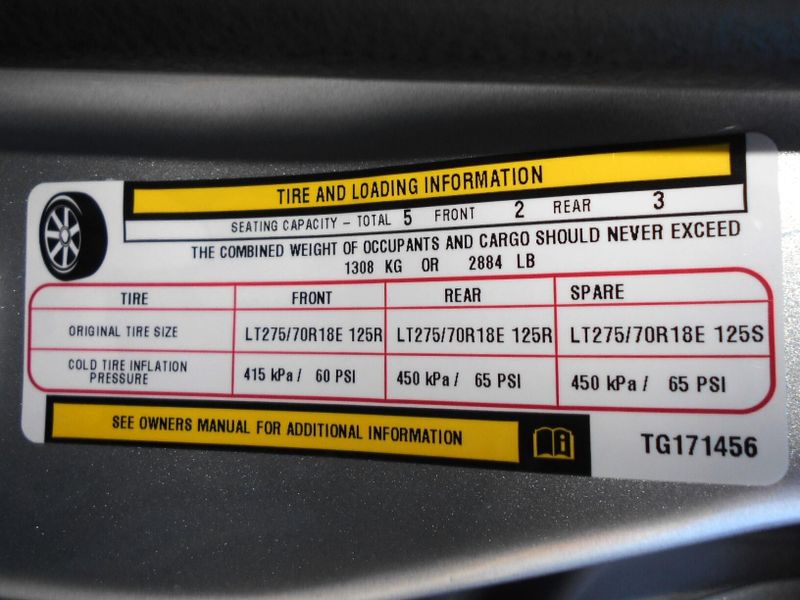 TIRE AND LOADING INFORMATION
SEATING CAPACITY – TOTAL 5 FRONT 2 REAR 3
THE COMBINED WEIGHT OF OCCUPANTS AND CARGO SHOULD NEVER EXCEED
1308 KG OR 2884 LB
TIRE FRONT REAR SPARE
ORIGINAL TIRE SIZE LT275/70R18E 125R LT275/70R18E 125R LT275/70R18E 125S
COLD TIRE INFLATION
PRESSURE 415 kPa / 60 PSI 450 kPa / 65 PSI 450 kPa / 65 PSI
SEE OWNERS MANUAL FOR ADDITIONAL INFORMATION
TG171456